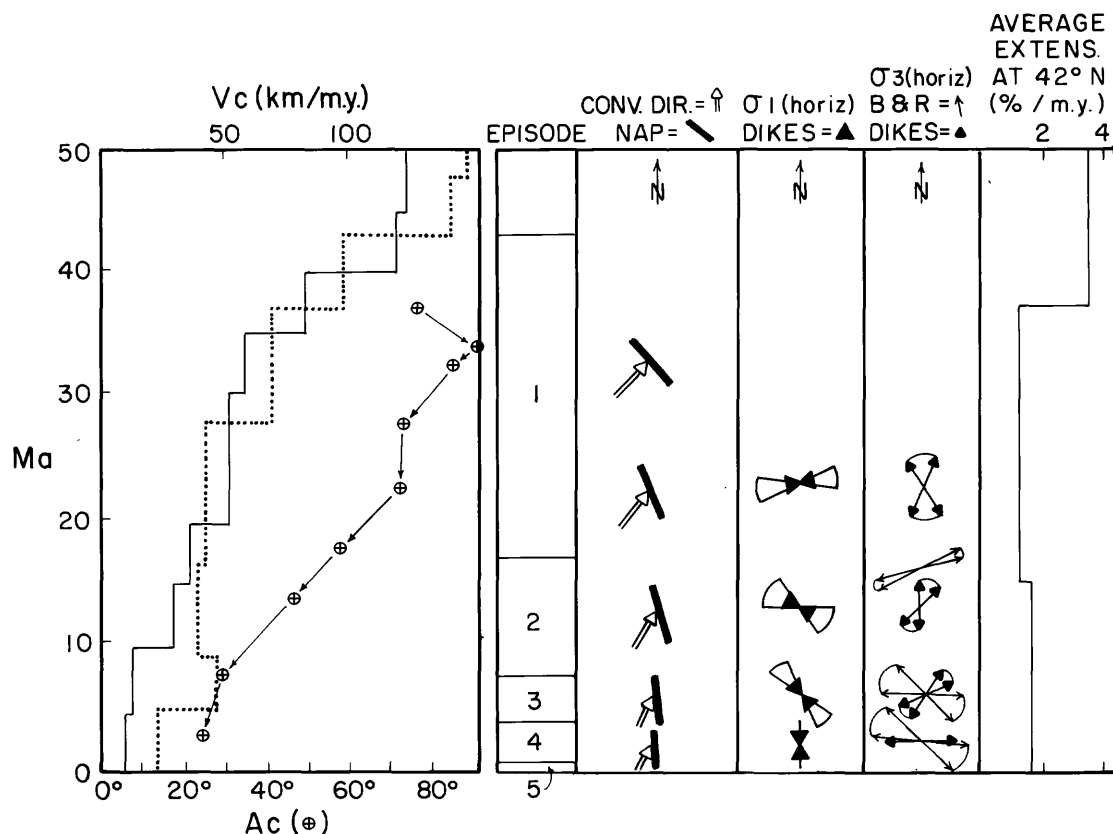 AVERAGE
EXTENS.
AT 42° N
(% / m.y.)
2 4
σ3(horiz)
B & R =
DIKES=
σ1(horiz)
DIKES=
CONV. DIR.=
NAP=
EPISODE
Vc (km/m.y.)
50 100
50
40
30
20
10
0
Ma
1
2
3
4
5
N
N
N
0° 20° 40° 60° 80°
Ac (⊕)